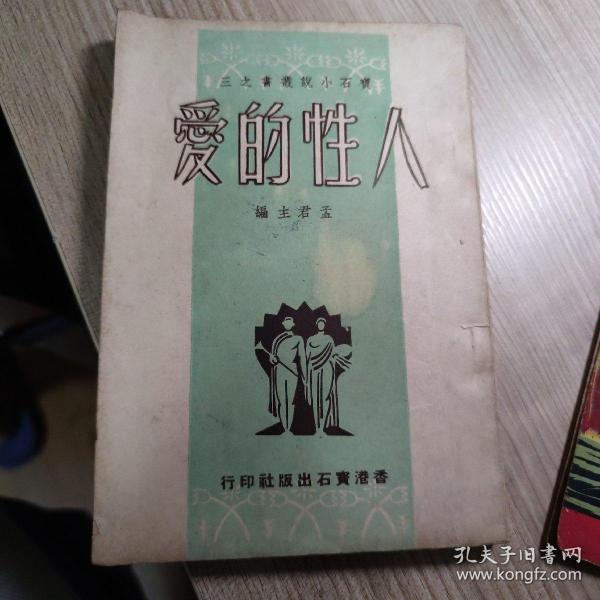 寶石小說叢書之三
人性的愛
孟君主編
香港寶石出版社印行
孔夫子旧书网
www.kongfz.com